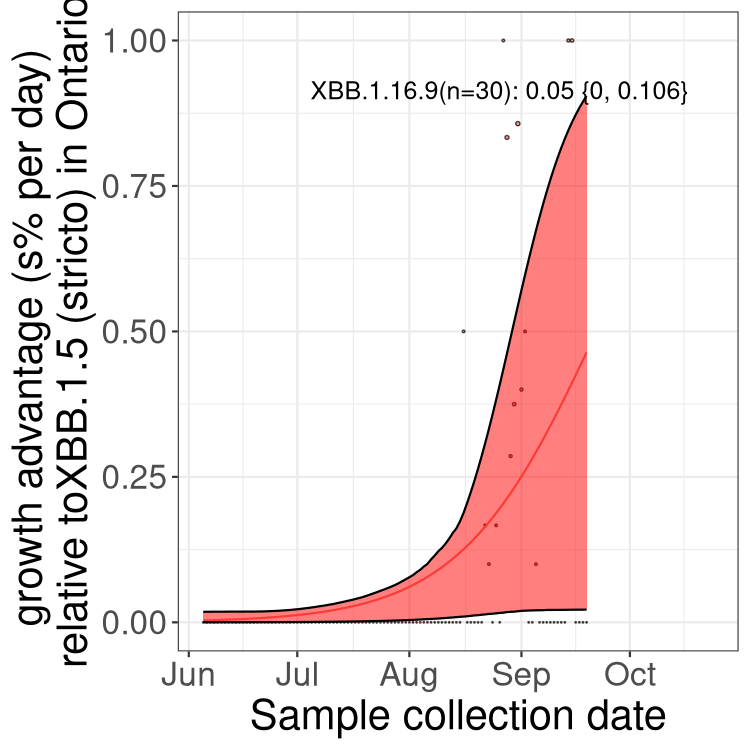 growth advantage (s% per day)
relative toXBB.1.5 (stricto) in Ontario
1.00
0.75
0.50
0.25
0.00
XBB.1.16.9(n=30): 0.05 {0, 0.106}
Jun Jul Aug Sep Oct
Sample collection date